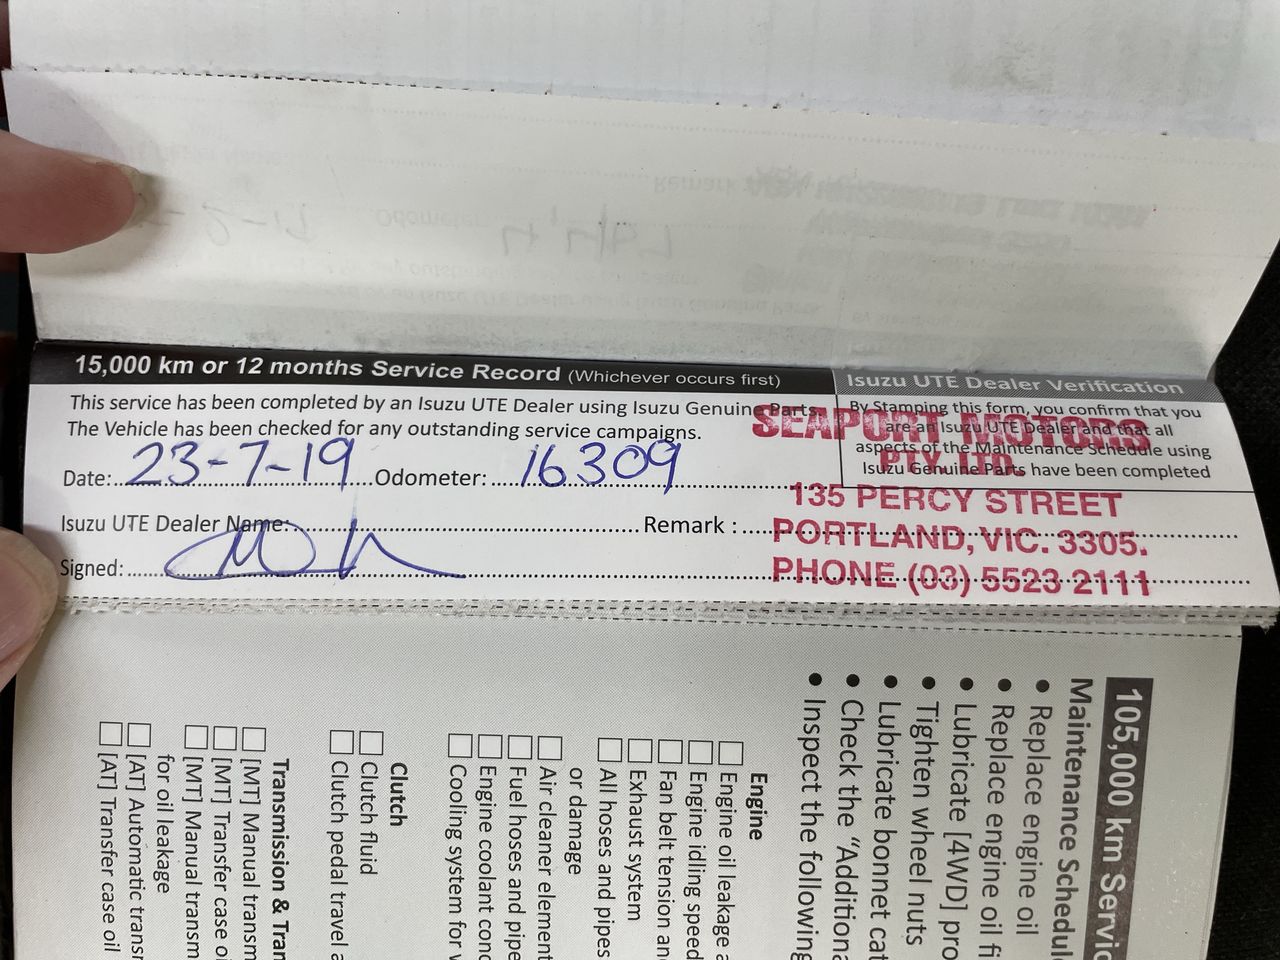 15,000 km or 12 months Service Record (Whichever occurs first)
Isuzu UTE Dealer Verification
This service has been completed by an Isuzu UTE Dealer using Isuzu Genuine Parts.
The Vehicle has been checked for any outstanding service campaigns.
By Stamping this form, you confirm that you
are an Isuzu UTE Dealer and that all
aspects of the Maintenance Schedule using
Isuzu Genuine Parts have been completed
Date: 23-7-19 Odometer: 16309
Isuzu UTE Dealer Name: Remark :
Signed:
SEAPORT MOTORS
PTY. LTD.
135 PERCY STREET
PORTLAND, VIC. 3305.
PHONE (03) 5523 2111
105,000 km Servic
Maintenance Schedul
• Replace engine oil
• Replace engine oil fi
• Lubricate [4WD] pro
• Tighten wheel nuts
• Lubricate bonnet cat
• Check the "Additiona
• Inspect the following
Engine
Engine oil leakage a
Engine idling speed
Fan belt tension an
Exhaust system
All hoses and pipes
or damage
Air cleaner element
Fuel hoses and pipe
Engine coolant conc
Cooling system for
Clutch
Clutch fluid
Clutch pedal travel a
Transmission & Tran
[MT] Manual transm
[MT] Transfer case o
[MT] Manual transm
for oil leakage
[AT] Automatic transm
[AT] Transfer case oil